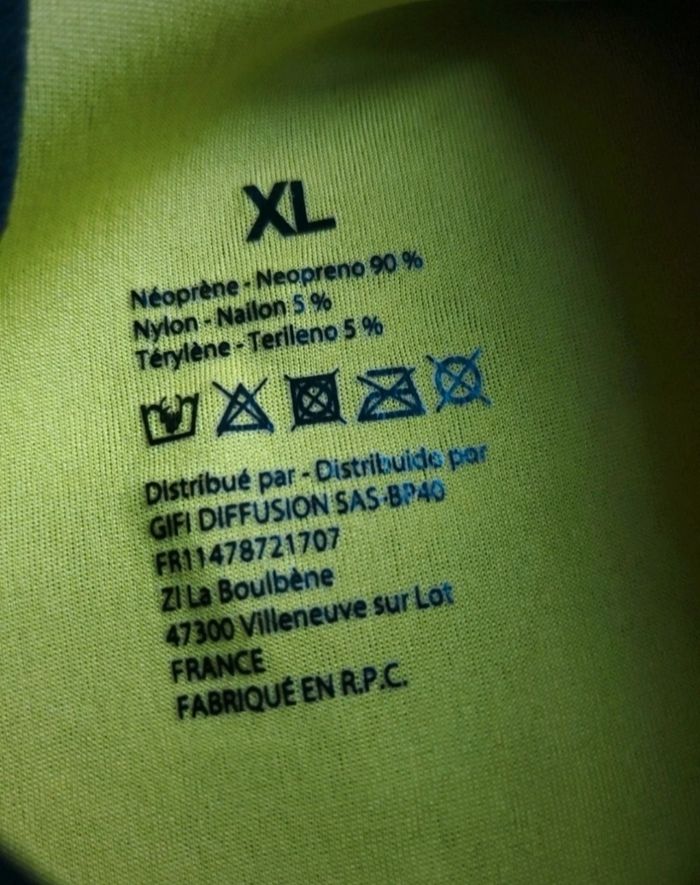 XL
Néoprène - Neopreno 90 %
Nylon - Nailon 5 %
Térylène - Terileno 5 %
Distribué par - Distribuido por
GIFI DIFFUSION SAS-BP40
FR11478721707
ZI La Boulbène
47300 Villeneuve sur Lot
FRANCE
FABRIQUÉ EN R.P.C.